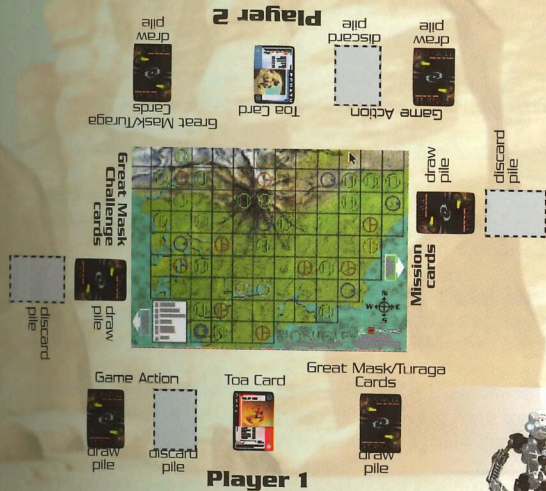 Player 2
draw
pile
Great Mask/Turaga
Cards
Toa Card
discard
pile
Game Action
draw
pile
Great Mask
Challenge
cards
draw
pile
discard
pile
draw
pile
discard
pile
Mission
cards
N
W E
S
Game Action
draw
pile
discard
pile
Toa Card
Great Mask/Turaga
Cards
draw
pile
Player 1